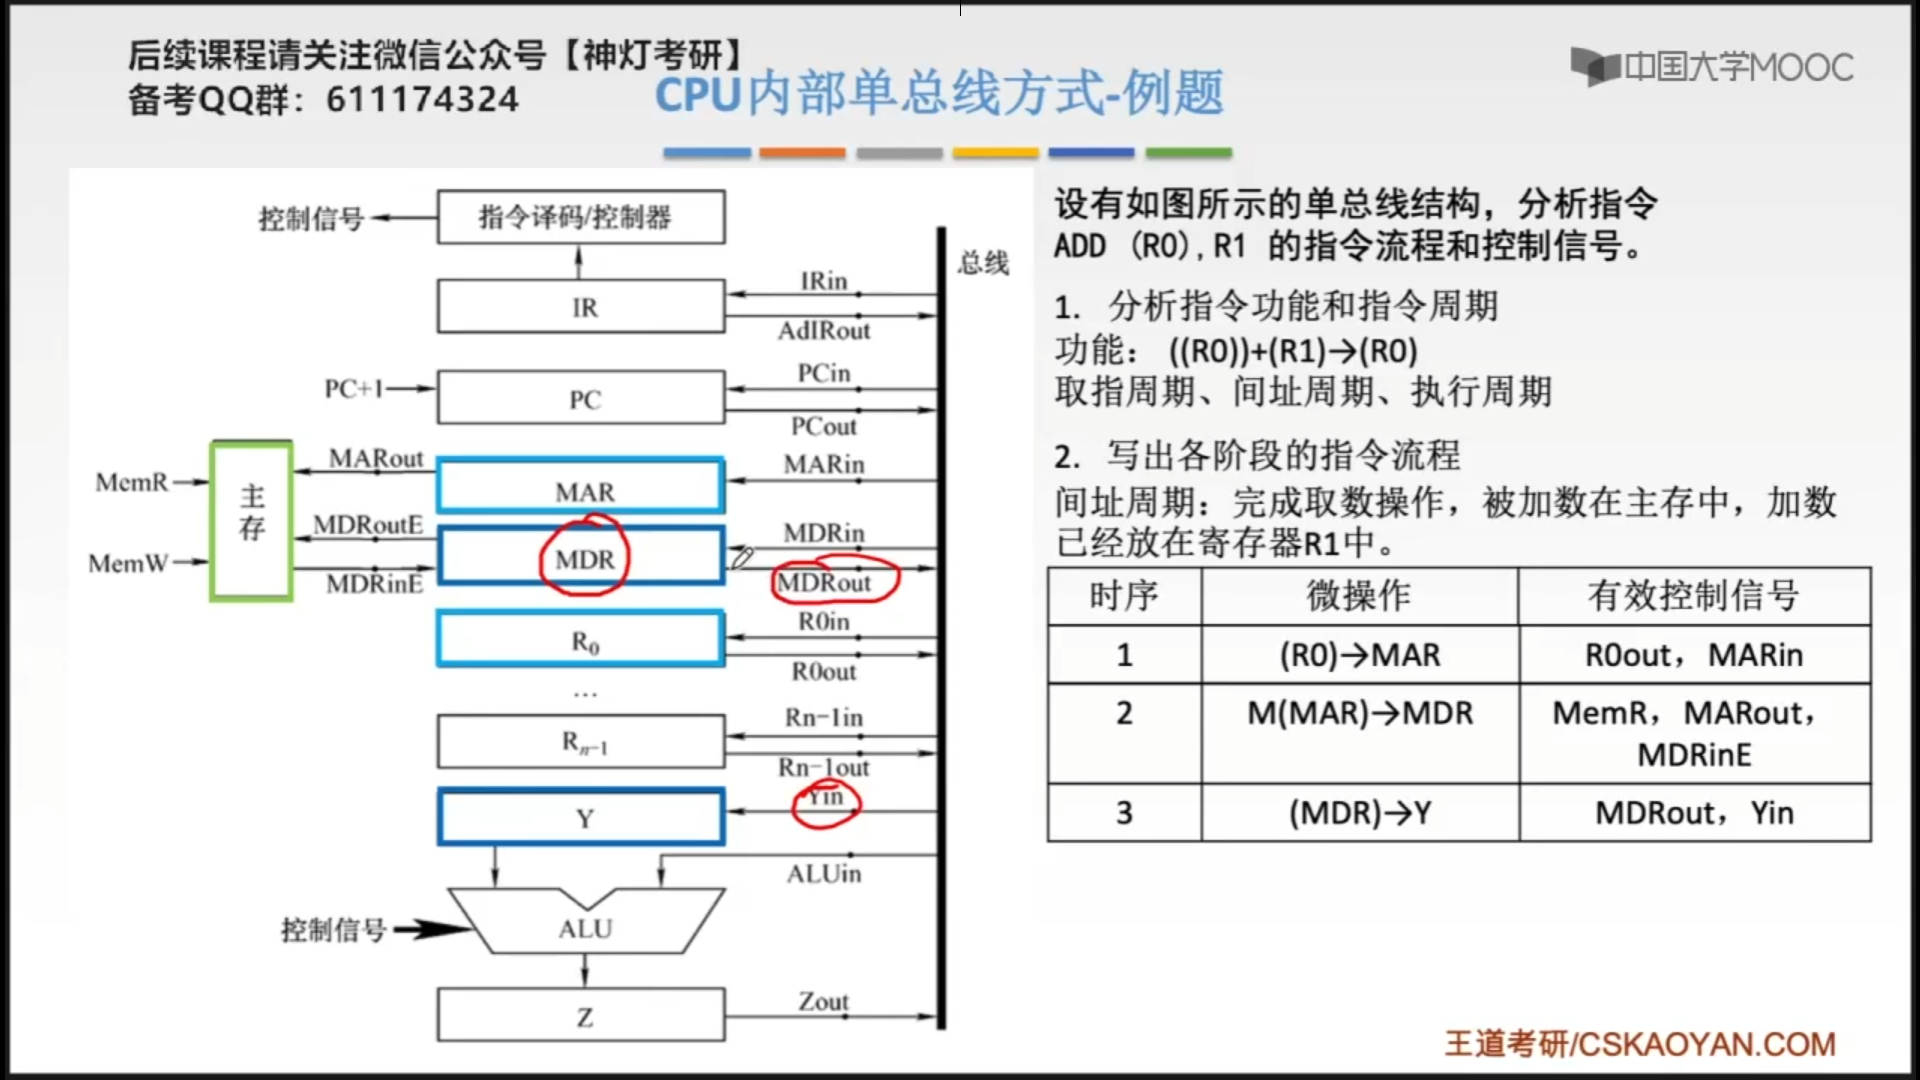 后续课程请关注微信公众号【神灯考研】
备考QQ群：611174324
CPU内部单总线方式-例题
中国大学MOOC
控制信号
指令译码/控制器
总线
IRin
IR
AdIRout
PCin
PC+1
PC
PCout
MARout
MARin
MemR
MAR
主存
MDRoutE
MDRin
MDR
MemW
MDRinE
MDRout
R0in
R0
R0out
...
Rn-1in
Rn-1
Rn-1out
Yin
Y
ALUin
控制信号
ALU
Zout
Z
设有如图所示的单总线结构，分析指令
ADD (R0),R1 的指令流程和控制信号。
1. 分析指令功能和指令周期
功能： ((R0))+(R1)→(R0)
取指周期、间址周期、执行周期
2. 写出各阶段的指令流程
间址周期：完成取数操作，被加数在主存中，加数
已经放在寄存器R1中。
时序 微操作 有效控制信号
1 (R0)→MAR R0out，MARin
2 M(MAR)→MDR MemR，MARout，
MDRinE
3 (MDR)→Y MDRout，Yin
王道考研/CSKAOYAN.COM